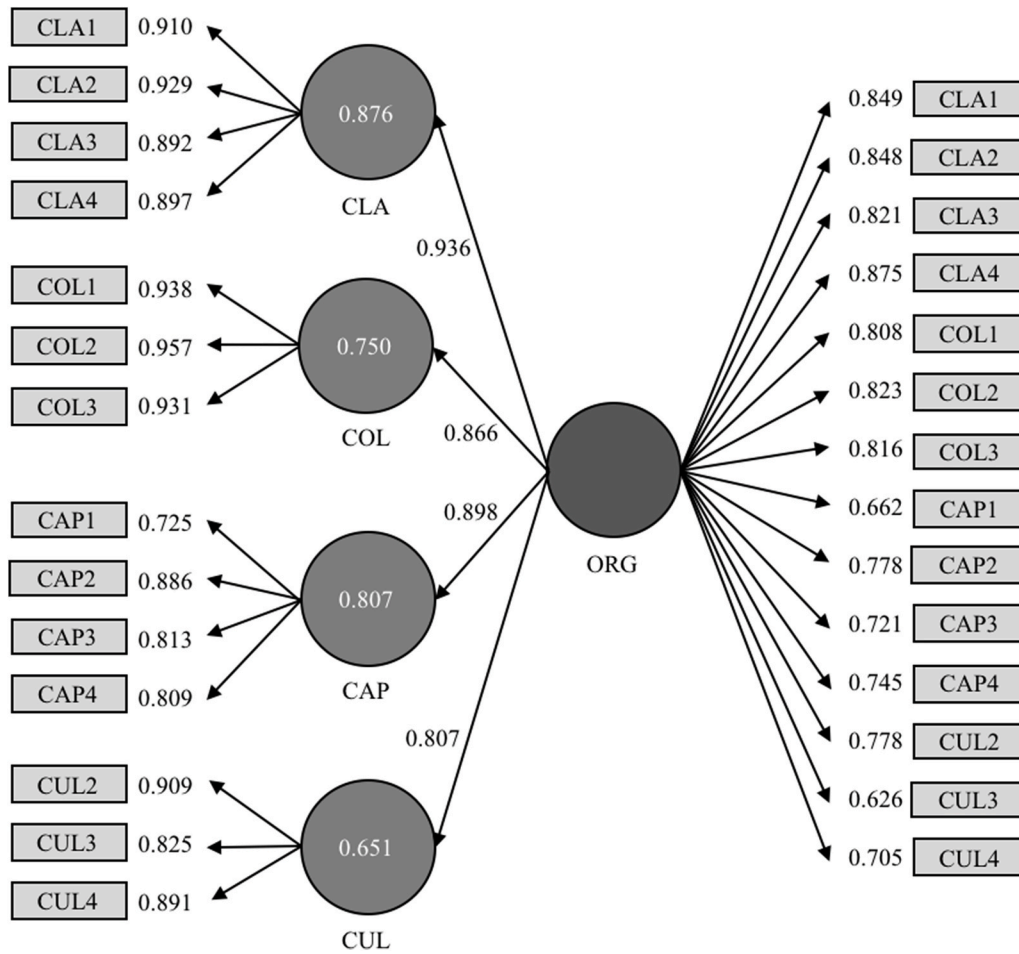 CLA1 0.910
CLA2 0.929
CLA3 0.892
CLA4 0.897
0.876
CLA
COL1 0.938
COL2 0.957
COL3 0.931
0.750
COL
CAP1 0.725
CAP2 0.886
CAP3 0.813
CAP4 0.809
0.807
CAP
CUL2 0.909
CUL3 0.825
CUL4 0.891
0.651
CUL
0.936
0.866
0.898
0.807
ORG
0.849 CLA1
0.848 CLA2
0.821 CLA3
0.875 CLA4
0.808 COL1
0.823 COL2
0.816 COL3
0.662 CAP1
0.778 CAP2
0.721 CAP3
0.745 CAP4
0.778 CUL2
0.626 CUL3
0.705 CUL4